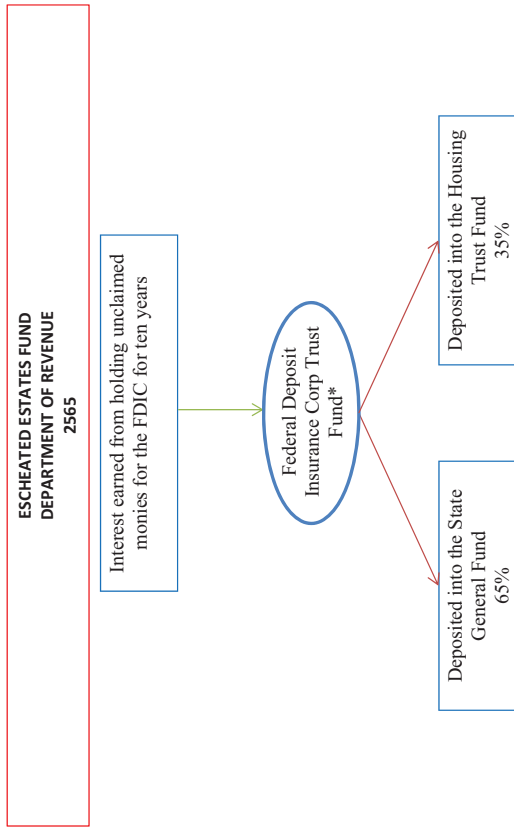 ESCHEATED ESTATES FUND
DEPARTMENT OF REVENUE
2565
Interest earned from holding unclaimed
monies for the FDIC for ten years
Federal Deposit
Insurance Corp Trust
Fund*
Deposited into the State
General Fund
65%
Deposited into the Housing
Trust Fund
35%